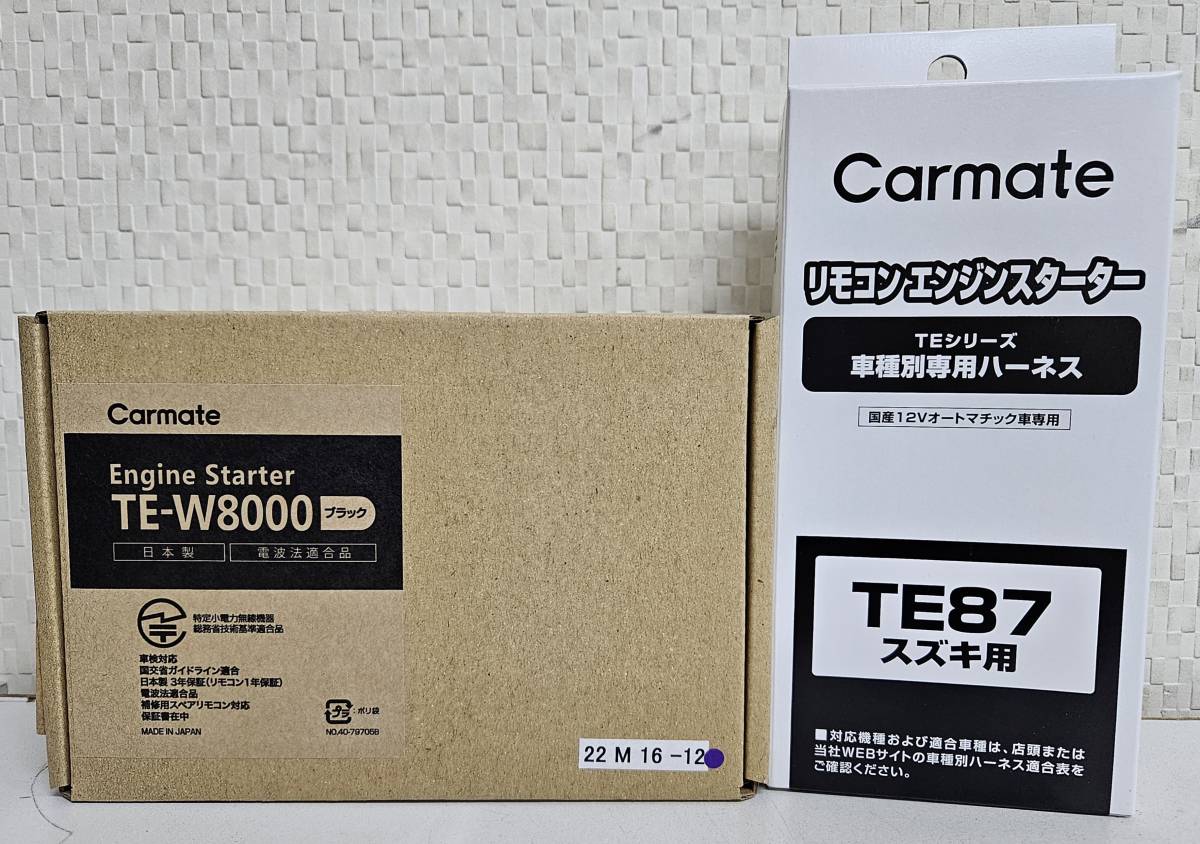 Carmate
Engine Starter
TE-W8000 ブラック
日本製 電波法適合品
特定小電力無線機器
総務省技術基準適合品
車検対応
国交省ガイドライン適合
日本製 3年保証(リモコン1年保証)
電波法適合品
補修用スペアリモコン対応
保証書在中
MADE IN JAPAN
プラ :ポリ袋
NO.40-79705B
22 M 16-12
Carmate
リモコンエンジンスターター
TEシリーズ
車種別専用ハーネス
国産12Vオートマチック車専用
TE87
スズキ用
■対応機種および適合車種は、店頭または
当社WEBサイトの車種別ハーネス適合表を
ご確認ください。